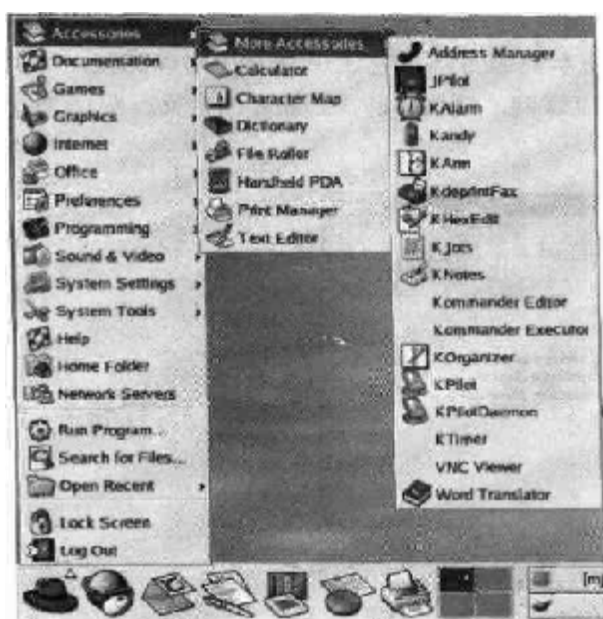 Accessories
Documentation
Games
Graphics
Internet
Office
Preferences
Programming
Sound & Video
System Settings
System Tools
Help
Home Folder
Network Servers
Run Program...
Search for Files...
Open Recent
Lock Screen
Log Out
More Accessories
Calculator
Character Map
Dictionary
File Roller
Handheld PDA
Print Manager
Text Editor
Address Manager
JPilot
KAlarm
Kandy
KArm
KdeprintFax
KHexEdit
KJots
KNotes
Kommander Editor
Kommander Executor
KOrganizer
KPilot
KPilotDaemon
KTimer
VNC Viewer
Word Translator